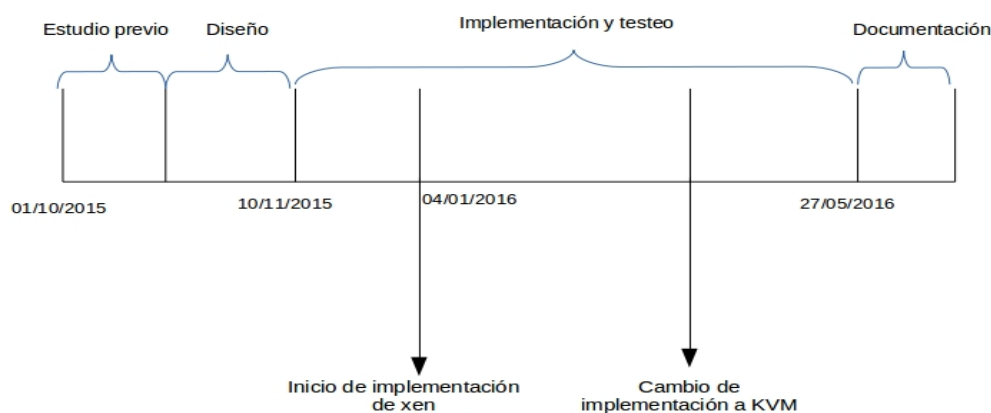 Estudio previo
Diseño
Implementación y testeo
Documentación
01/10/2015
10/11/2015
04/01/2016
27/05/2016
Inicio de implementación
de xen
Cambio de
implementación a KVM